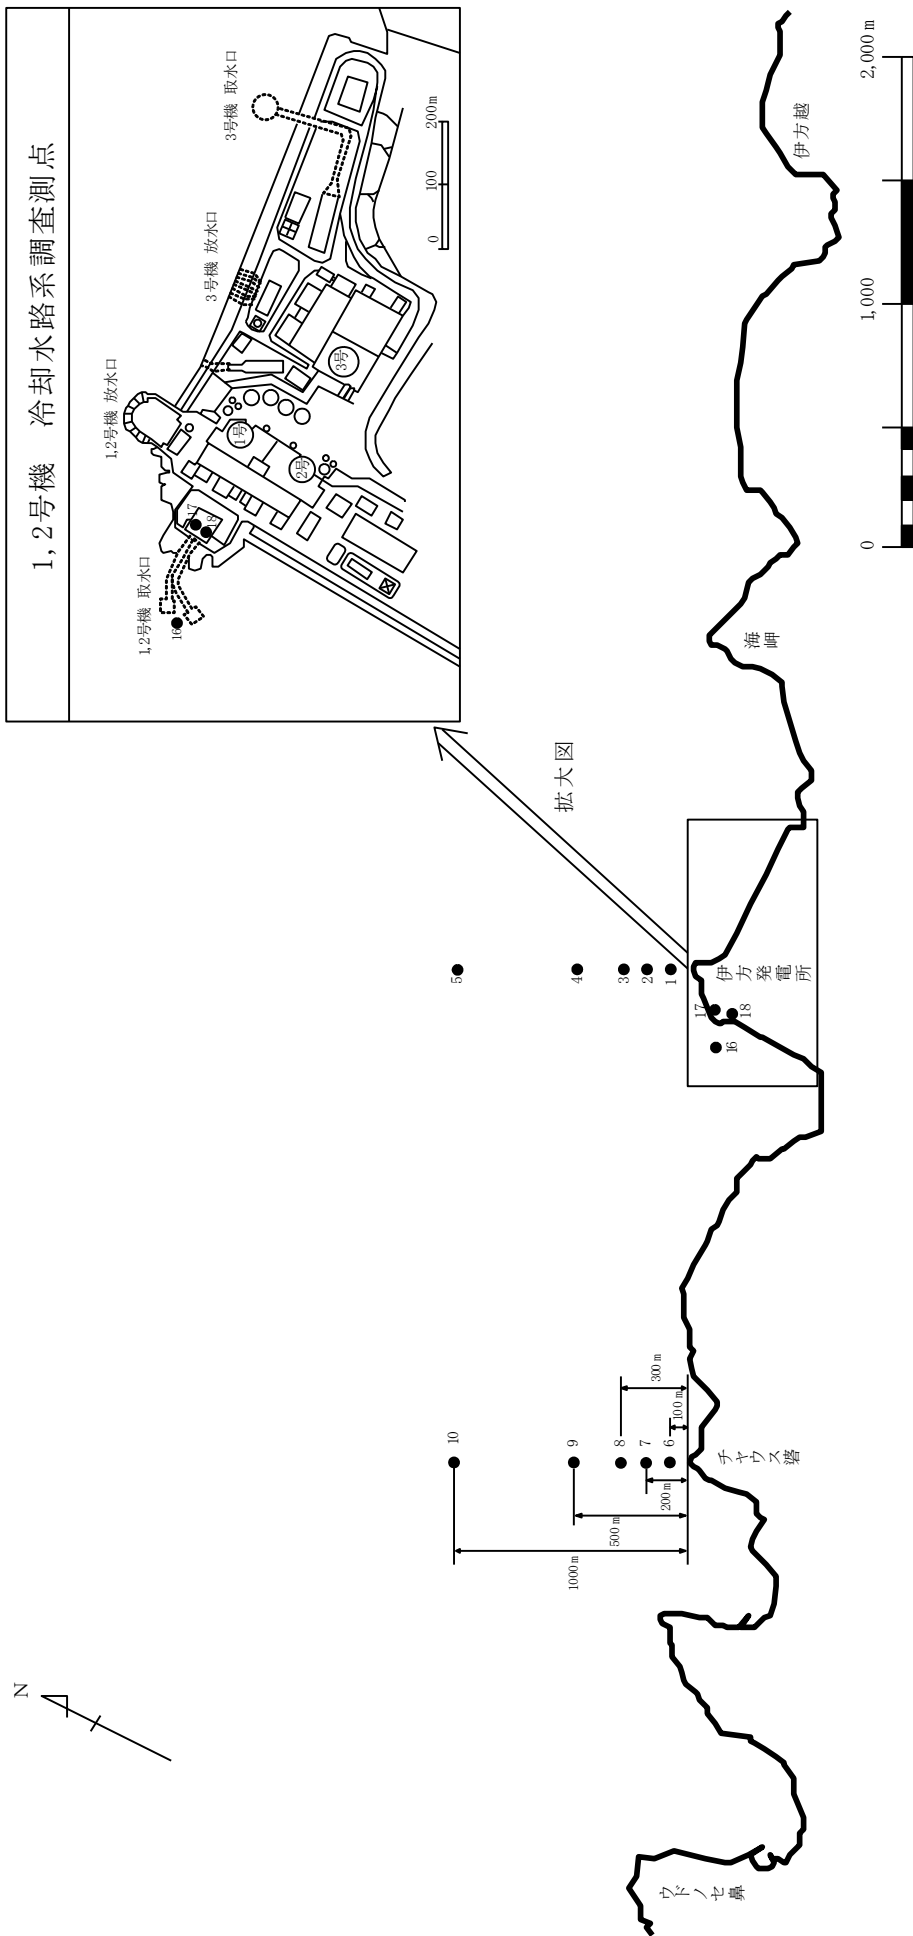 1, 2号機　冷却水路系調査測点
1,2号機 取水口
16
17
18
1,2号機 放水口
3号機 放水口
3号機 取水口
1号
2号
3号
0
100
200m
拡大図
N
5
4
3
2
1
17
18
16
伊方発電所
10
9
8
7
6
1000m
500m
200m
100m
300m
ウドノセ鼻
チャウス碆
海岬
伊方越
0
1,000
2,000m